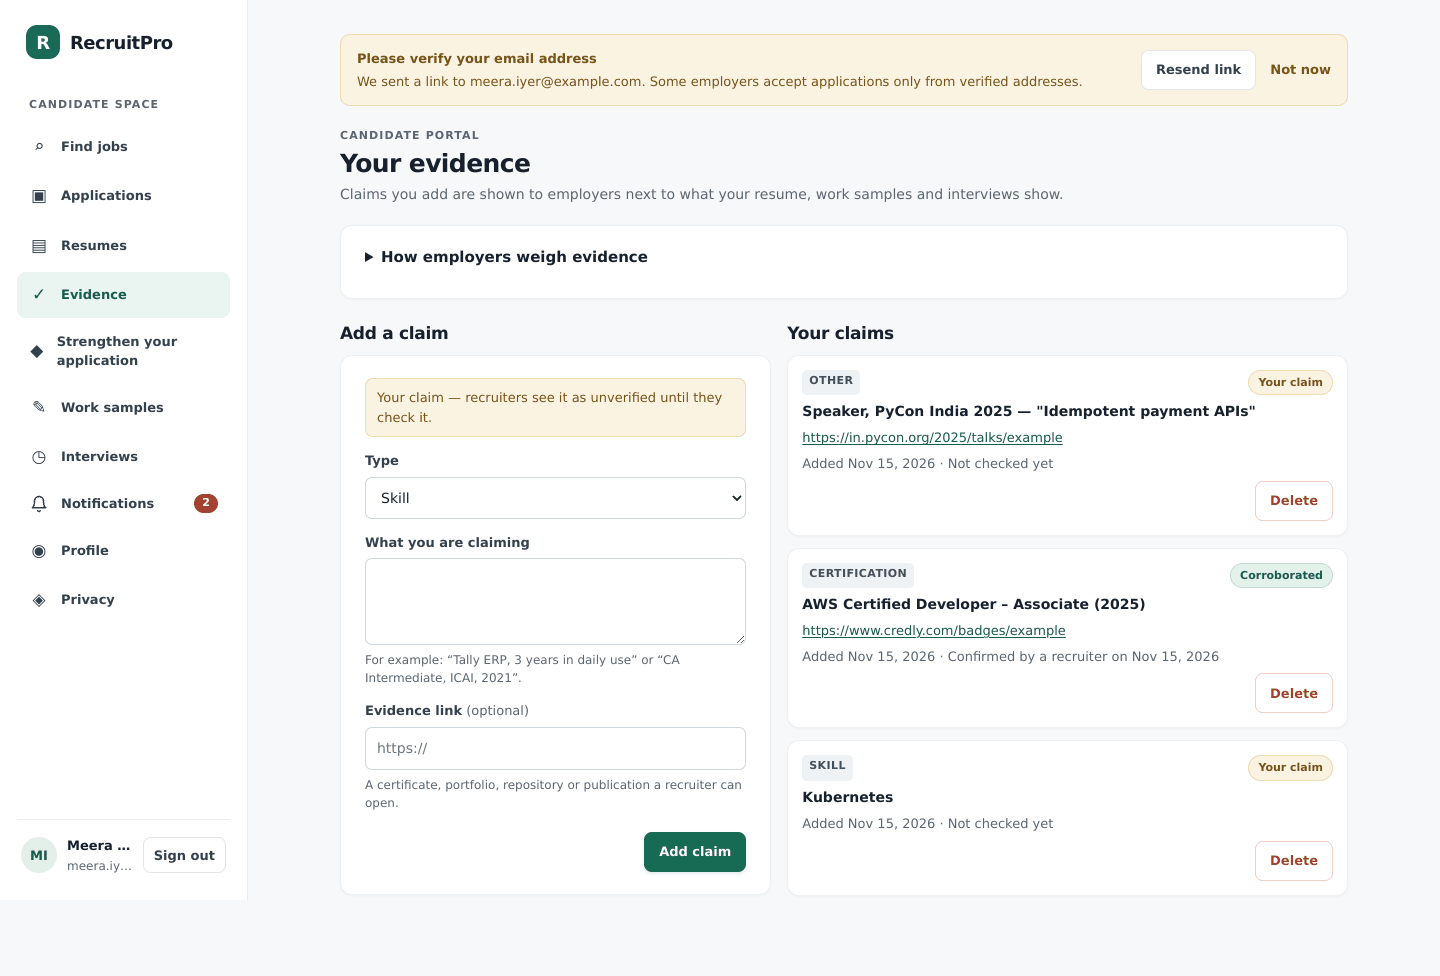 R RecruitPro
CANDIDATE SPACE
Find jobs
Applications
Resumes
Evidence
Strengthen your
application
Work samples
Interviews
Notifications 2
Profile
Privacy
MI
Meera ...
meera.iy...
Sign out
Please verify your email address
We sent a link to meera.iyer@example.com. Some employers accept applications only from verified addresses.
Resend link
Not now
CANDIDATE PORTAL
Your evidence
Claims you add are shown to employers next to what your resume, work samples and interviews show.
How employers weigh evidence
Add a claim
Your claim — recruiters see it as unverified until they
check it.
Type
Skill
What you are claiming
For example: “Tally ERP, 3 years in daily use” or “CA
Intermediate, ICAI, 2021”.
Evidence link (optional)
https://
A certificate, portfolio, repository or publication a recruiter can
open.
Add claim
Your claims
OTHER
Your claim
Speaker, PyCon India 2025 — "Idempotent payment APIs"
https://in.pycon.org/2025/talks/example
Added Nov 15, 2026 · Not checked yet
Delete
CERTIFICATION
Corroborated
AWS Certified Developer – Associate (2025)
https://www.credly.com/badges/example
Added Nov 15, 2026 · Confirmed by a recruiter on Nov 15, 2026
Delete
SKILL
Your claim
Kubernetes
Added Nov 15, 2026 · Not checked yet
Delete